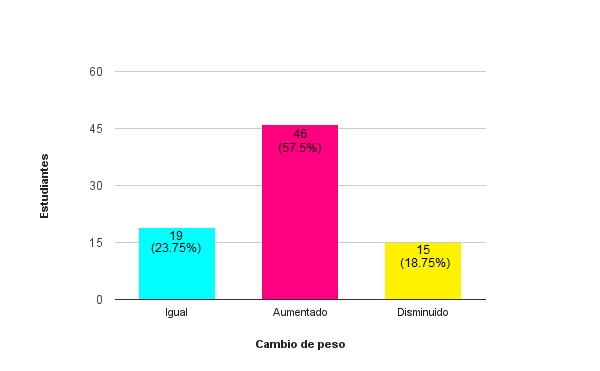 60
45
30
15
0
Estudiantes
19
(23.75%)
46
(57.5%)
15
(18.75%)
Igual
Aumentado
Disminuido
Cambio de peso